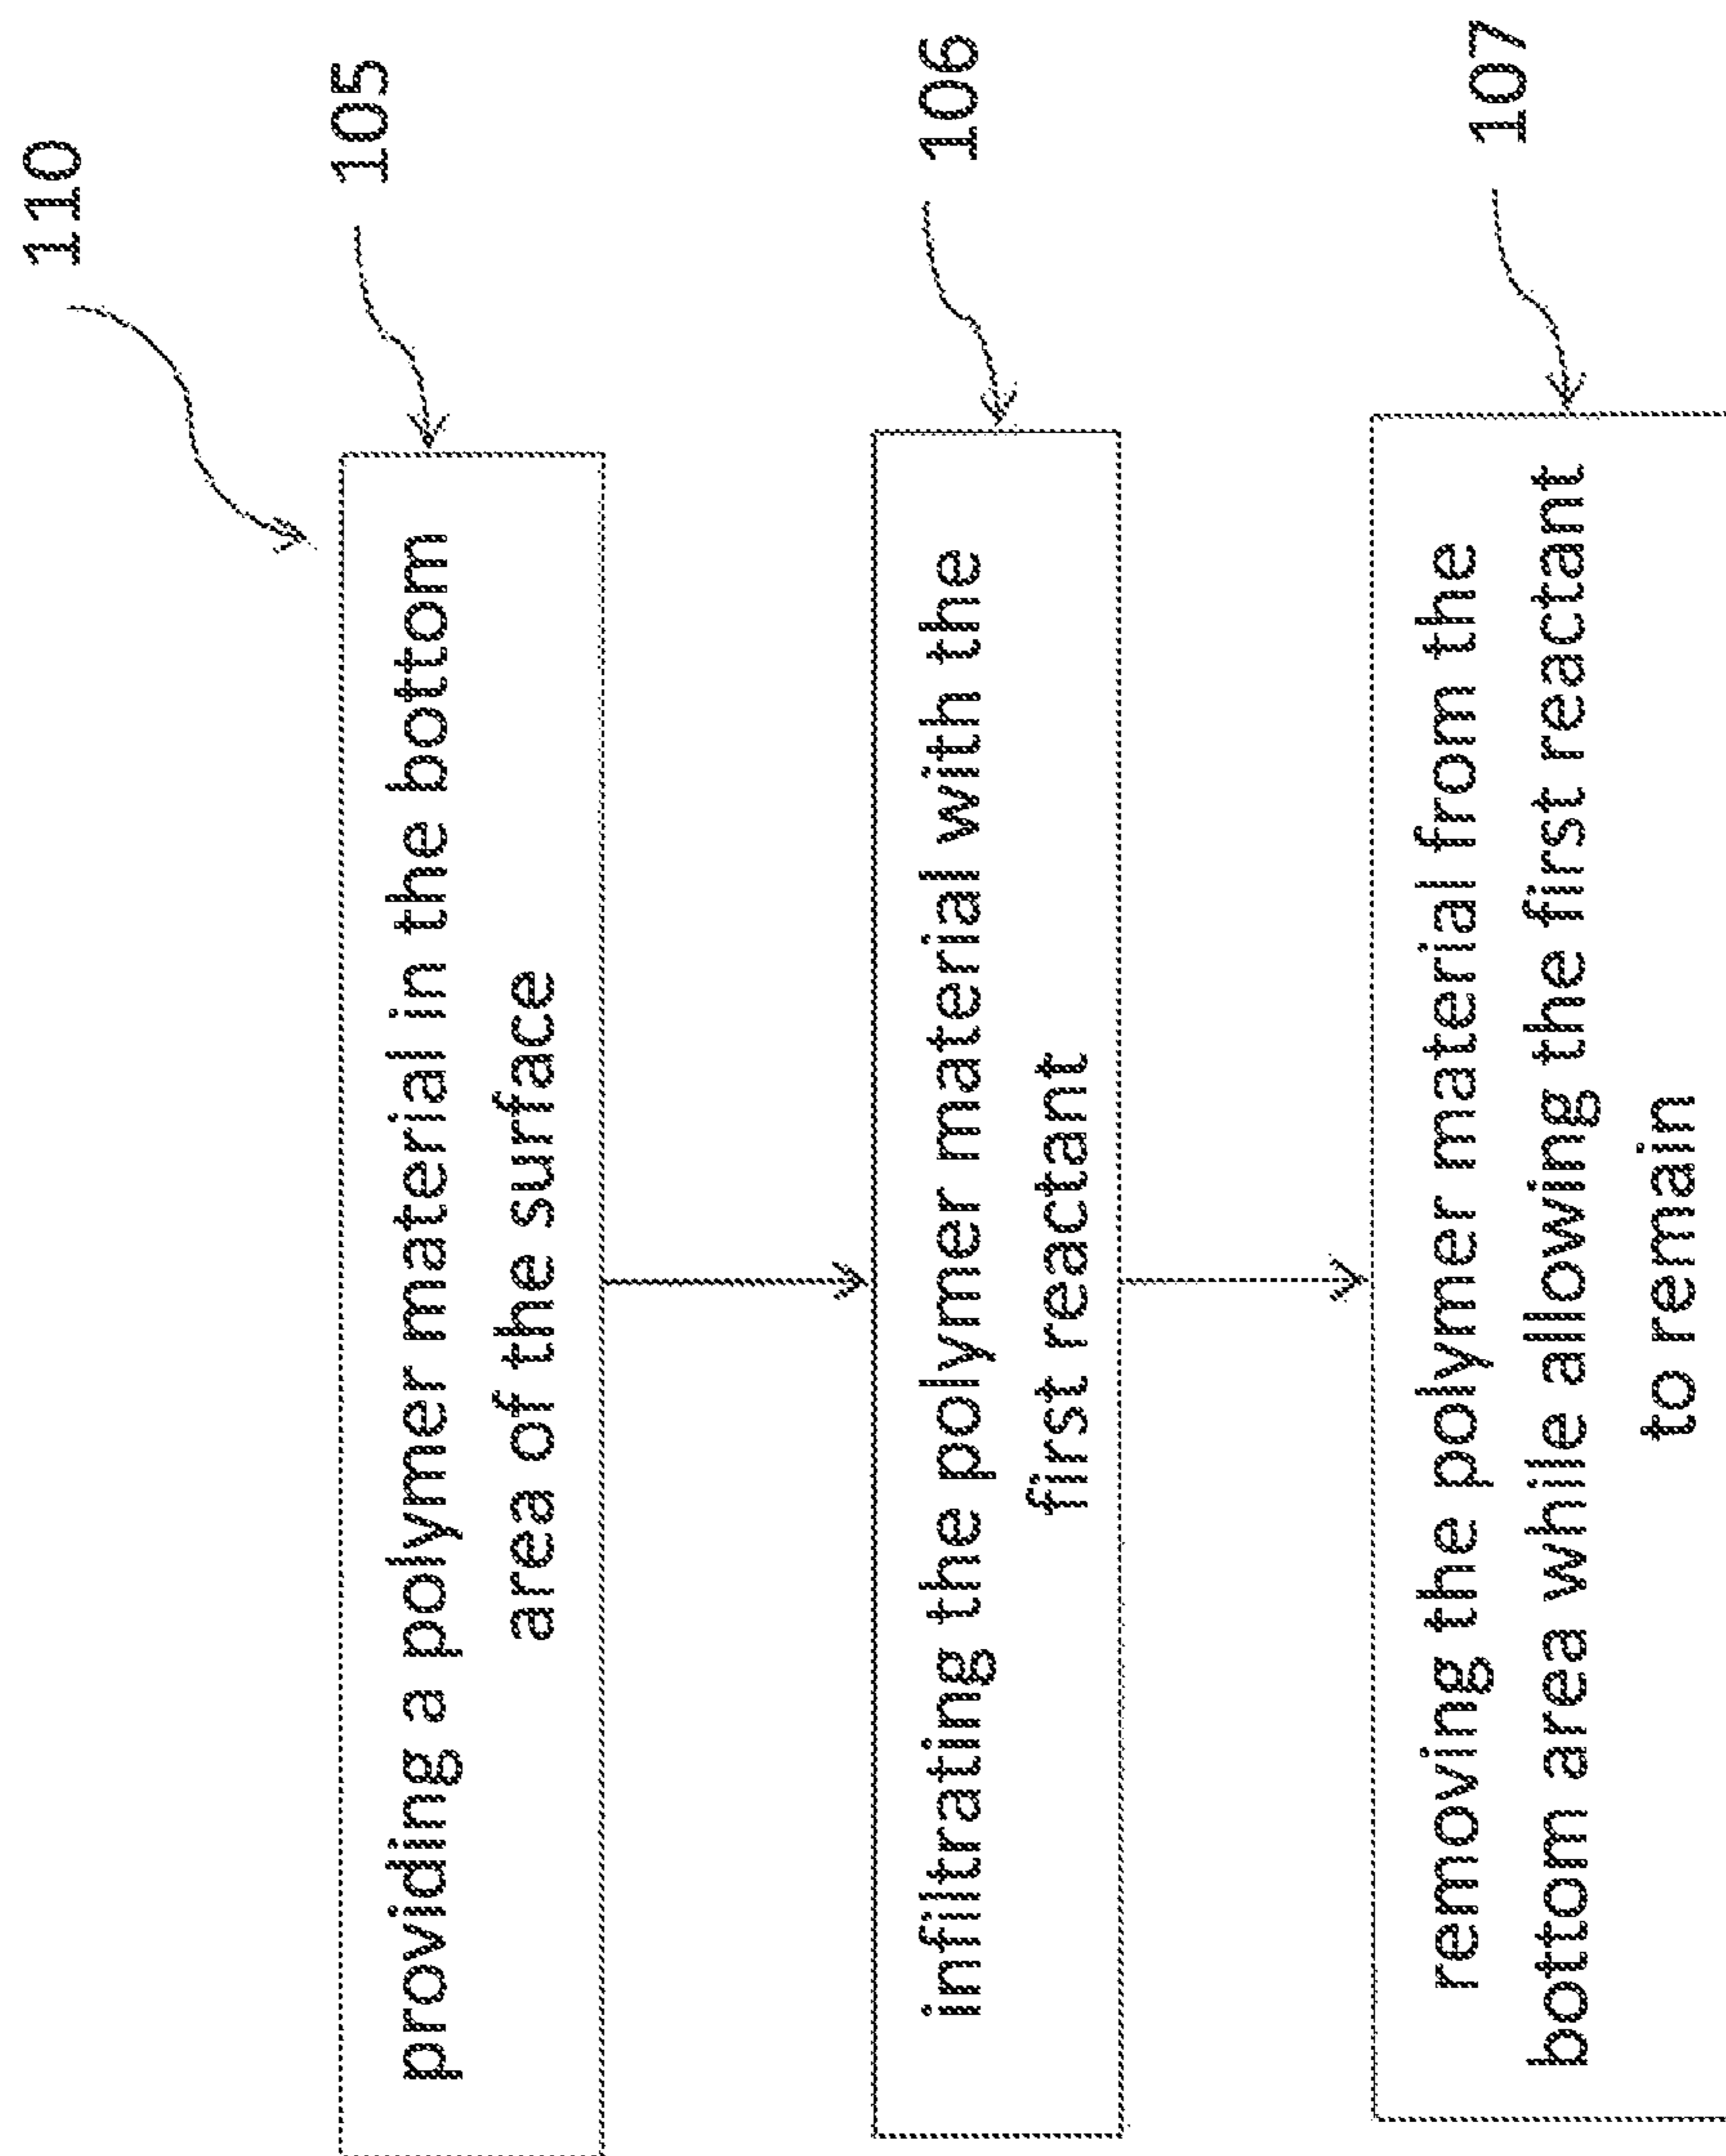 110
105
providing a polymer material in the bottom
area of the surface
106
infiltrating the polymer material with the
first reactant
107
removing the polymer material from the
bottom area while allowing the first reactant
to remain